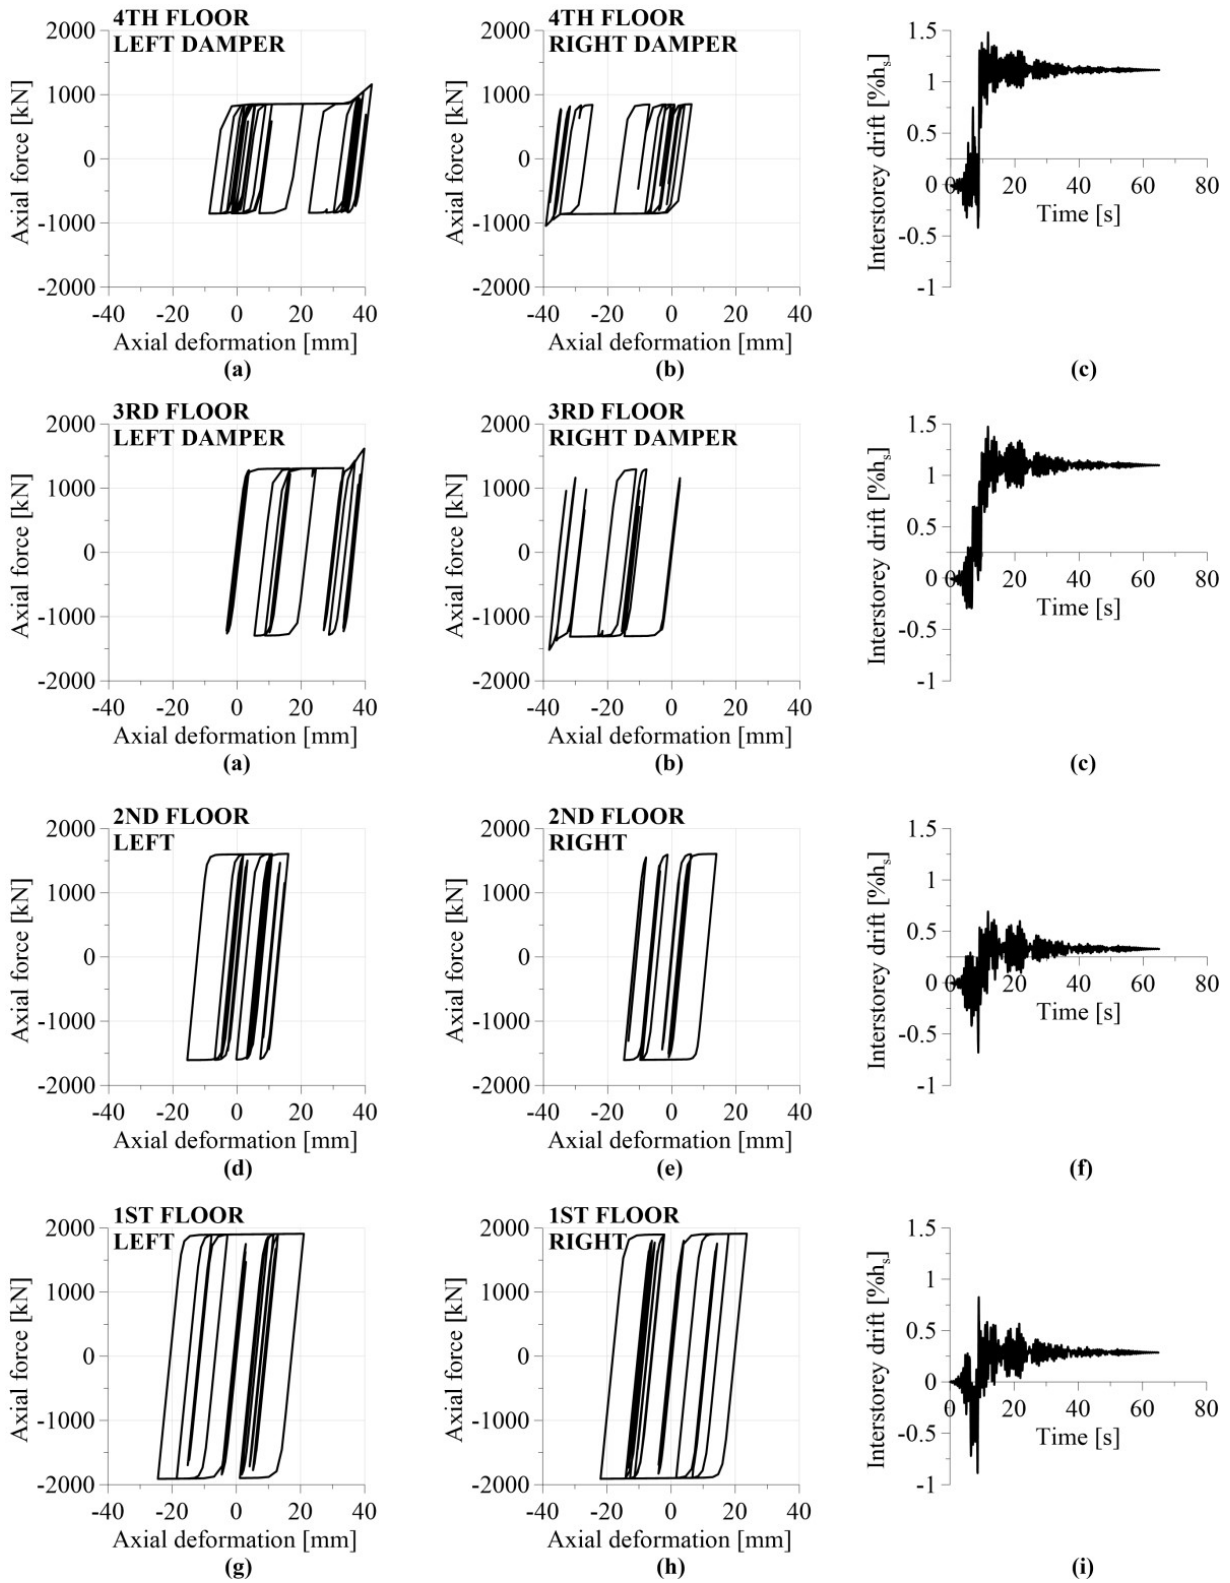 4TH FLOOR
LEFT DAMPER
2000
1000
0
-1000
-2000
Axial force [kN]
-40 -20 0 20 40
Axial deformation [mm]
(a)
4TH FLOOR
RIGHT DAMPER
2000
1000
0
-1000
-2000
Axial force [kN]
-40 -20 0 20 40
Axial deformation [mm]
(b)
1.5
1
0.5
0
-0.5
-1
Interstorey drift [%hs]
0 20 40 60 80
Time [s]
(c)
3RD FLOOR
LEFT DAMPER
2000
1000
0
-1000
-2000
Axial force [kN]
-40 -20 0 20 40
Axial deformation [mm]
(a)
3RD FLOOR
RIGHT DAMPER
2000
1000
0
-1000
-2000
Axial force [kN]
-40 -20 0 20 40
Axial deformation [mm]
(b)
1.5
1
0.5
0
-0.5
-1
Interstorey drift [%hs]
0 20 40 60 80
Time [s]
(c)
2ND FLOOR
LEFT
2000
1000
0
-1000
-2000
Axial force [kN]
-40 -20 0 20 40
Axial deformation [mm]
(d)
2ND FLOOR
RIGHT
2000
1000
0
-1000
-2000
Axial force [kN]
-40 -20 0 20 40
Axial deformation [mm]
(e)
1.5
1
0.5
0
-0.5
-1
Interstorey drift [%hs]
0 20 40 60 80
Time [s]
(f)
1ST FLOOR
LEFT
2000
1000
0
-1000
-2000
Axial force [kN]
-40 -20 0 20 40
Axial deformation [mm]
(g)
1ST FLOOR
RIGHT
2000
1000
0
-1000
-2000
Axial force [kN]
-40 -20 0 20 40
Axial deformation [mm]
(h)
1.5
1
0.5
0
-0.5
-1
Interstorey drift [%hs]
0 20 40 60 80
Time [s]
(i)